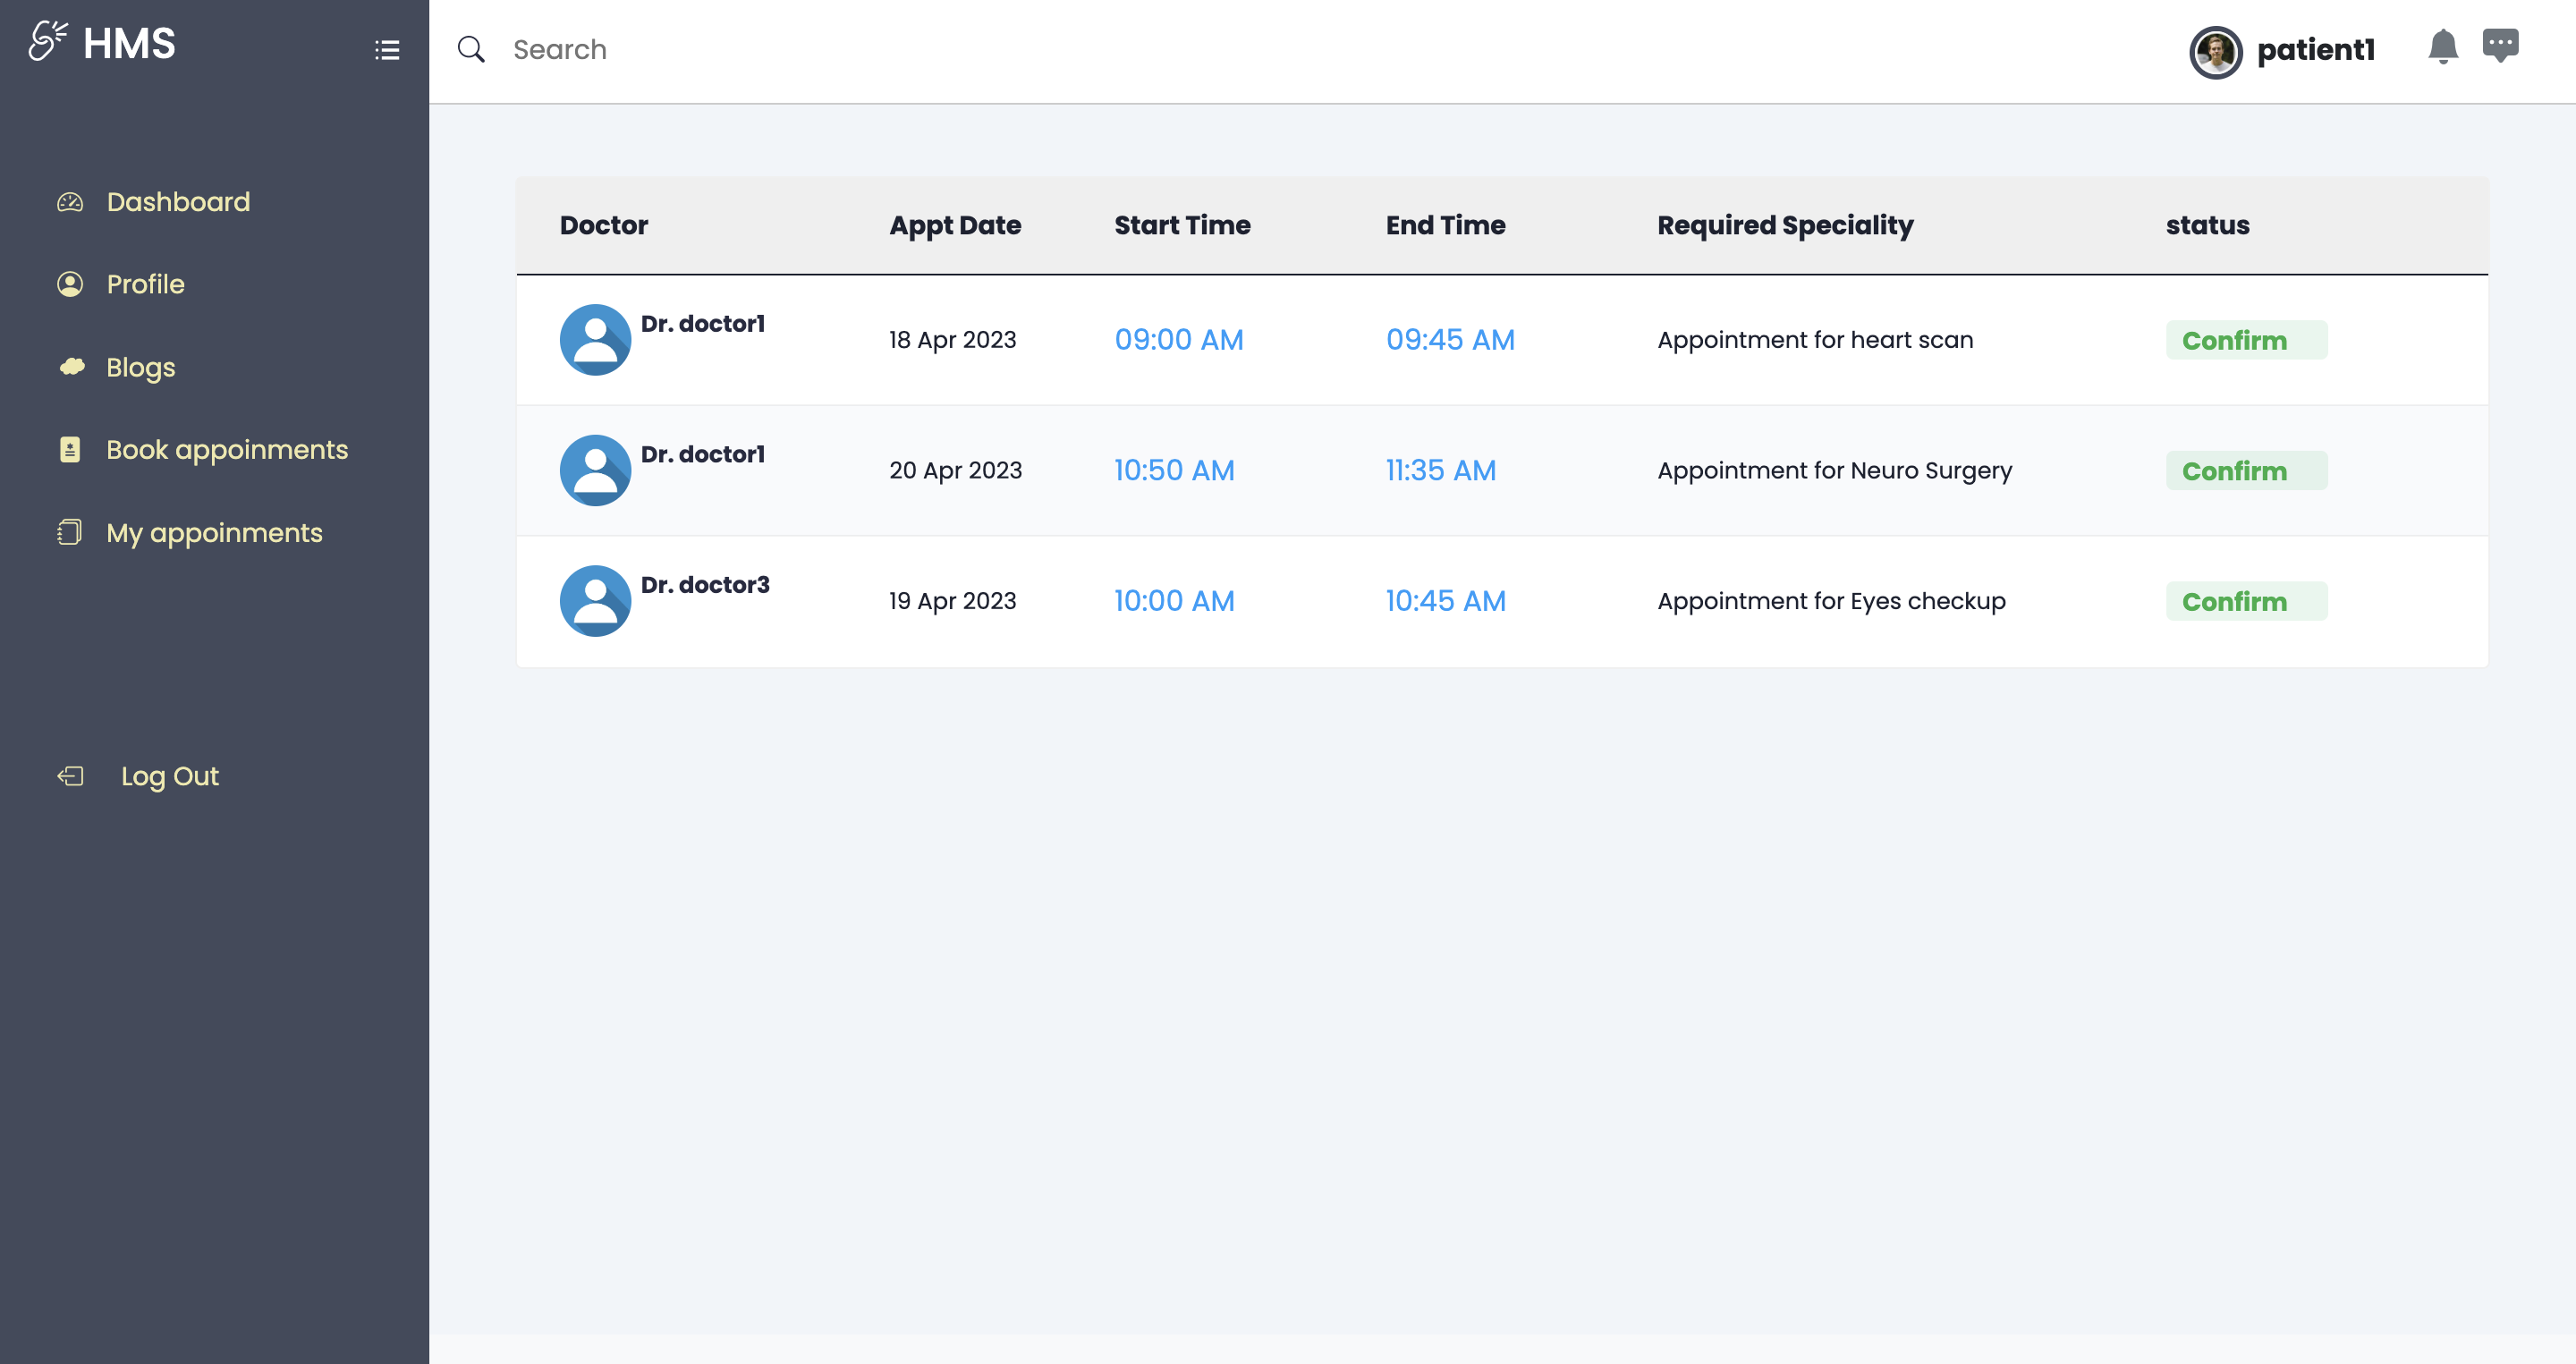 HMS
Search
patient1
Dashboard
Profile
Blogs
Book appoinments
My appoinments
Log Out
Doctor Appt Date Start Time End Time Required Speciality status
Dr. doctor1 18 Apr 2023 09:00 AM 09:45 AM Appointment for heart scan Confirm
Dr. doctor1 20 Apr 2023 10:50 AM 11:35 AM Appointment for Neuro Surgery Confirm
Dr. doctor3 19 Apr 2023 10:00 AM 10:45 AM Appointment for Eyes checkup Confirm